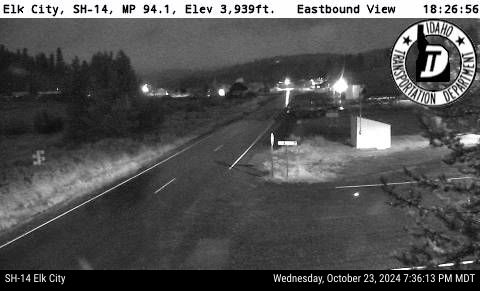 Elk City, SH-14, MP 94.1, Elev 3,939ft. Eastbound View 18:26:56
IDAHO
TRANSPORTATION DEPARTMENT
SH-14 Elk City Wednesday, October 23, 2024 7:36:13 PM MDT